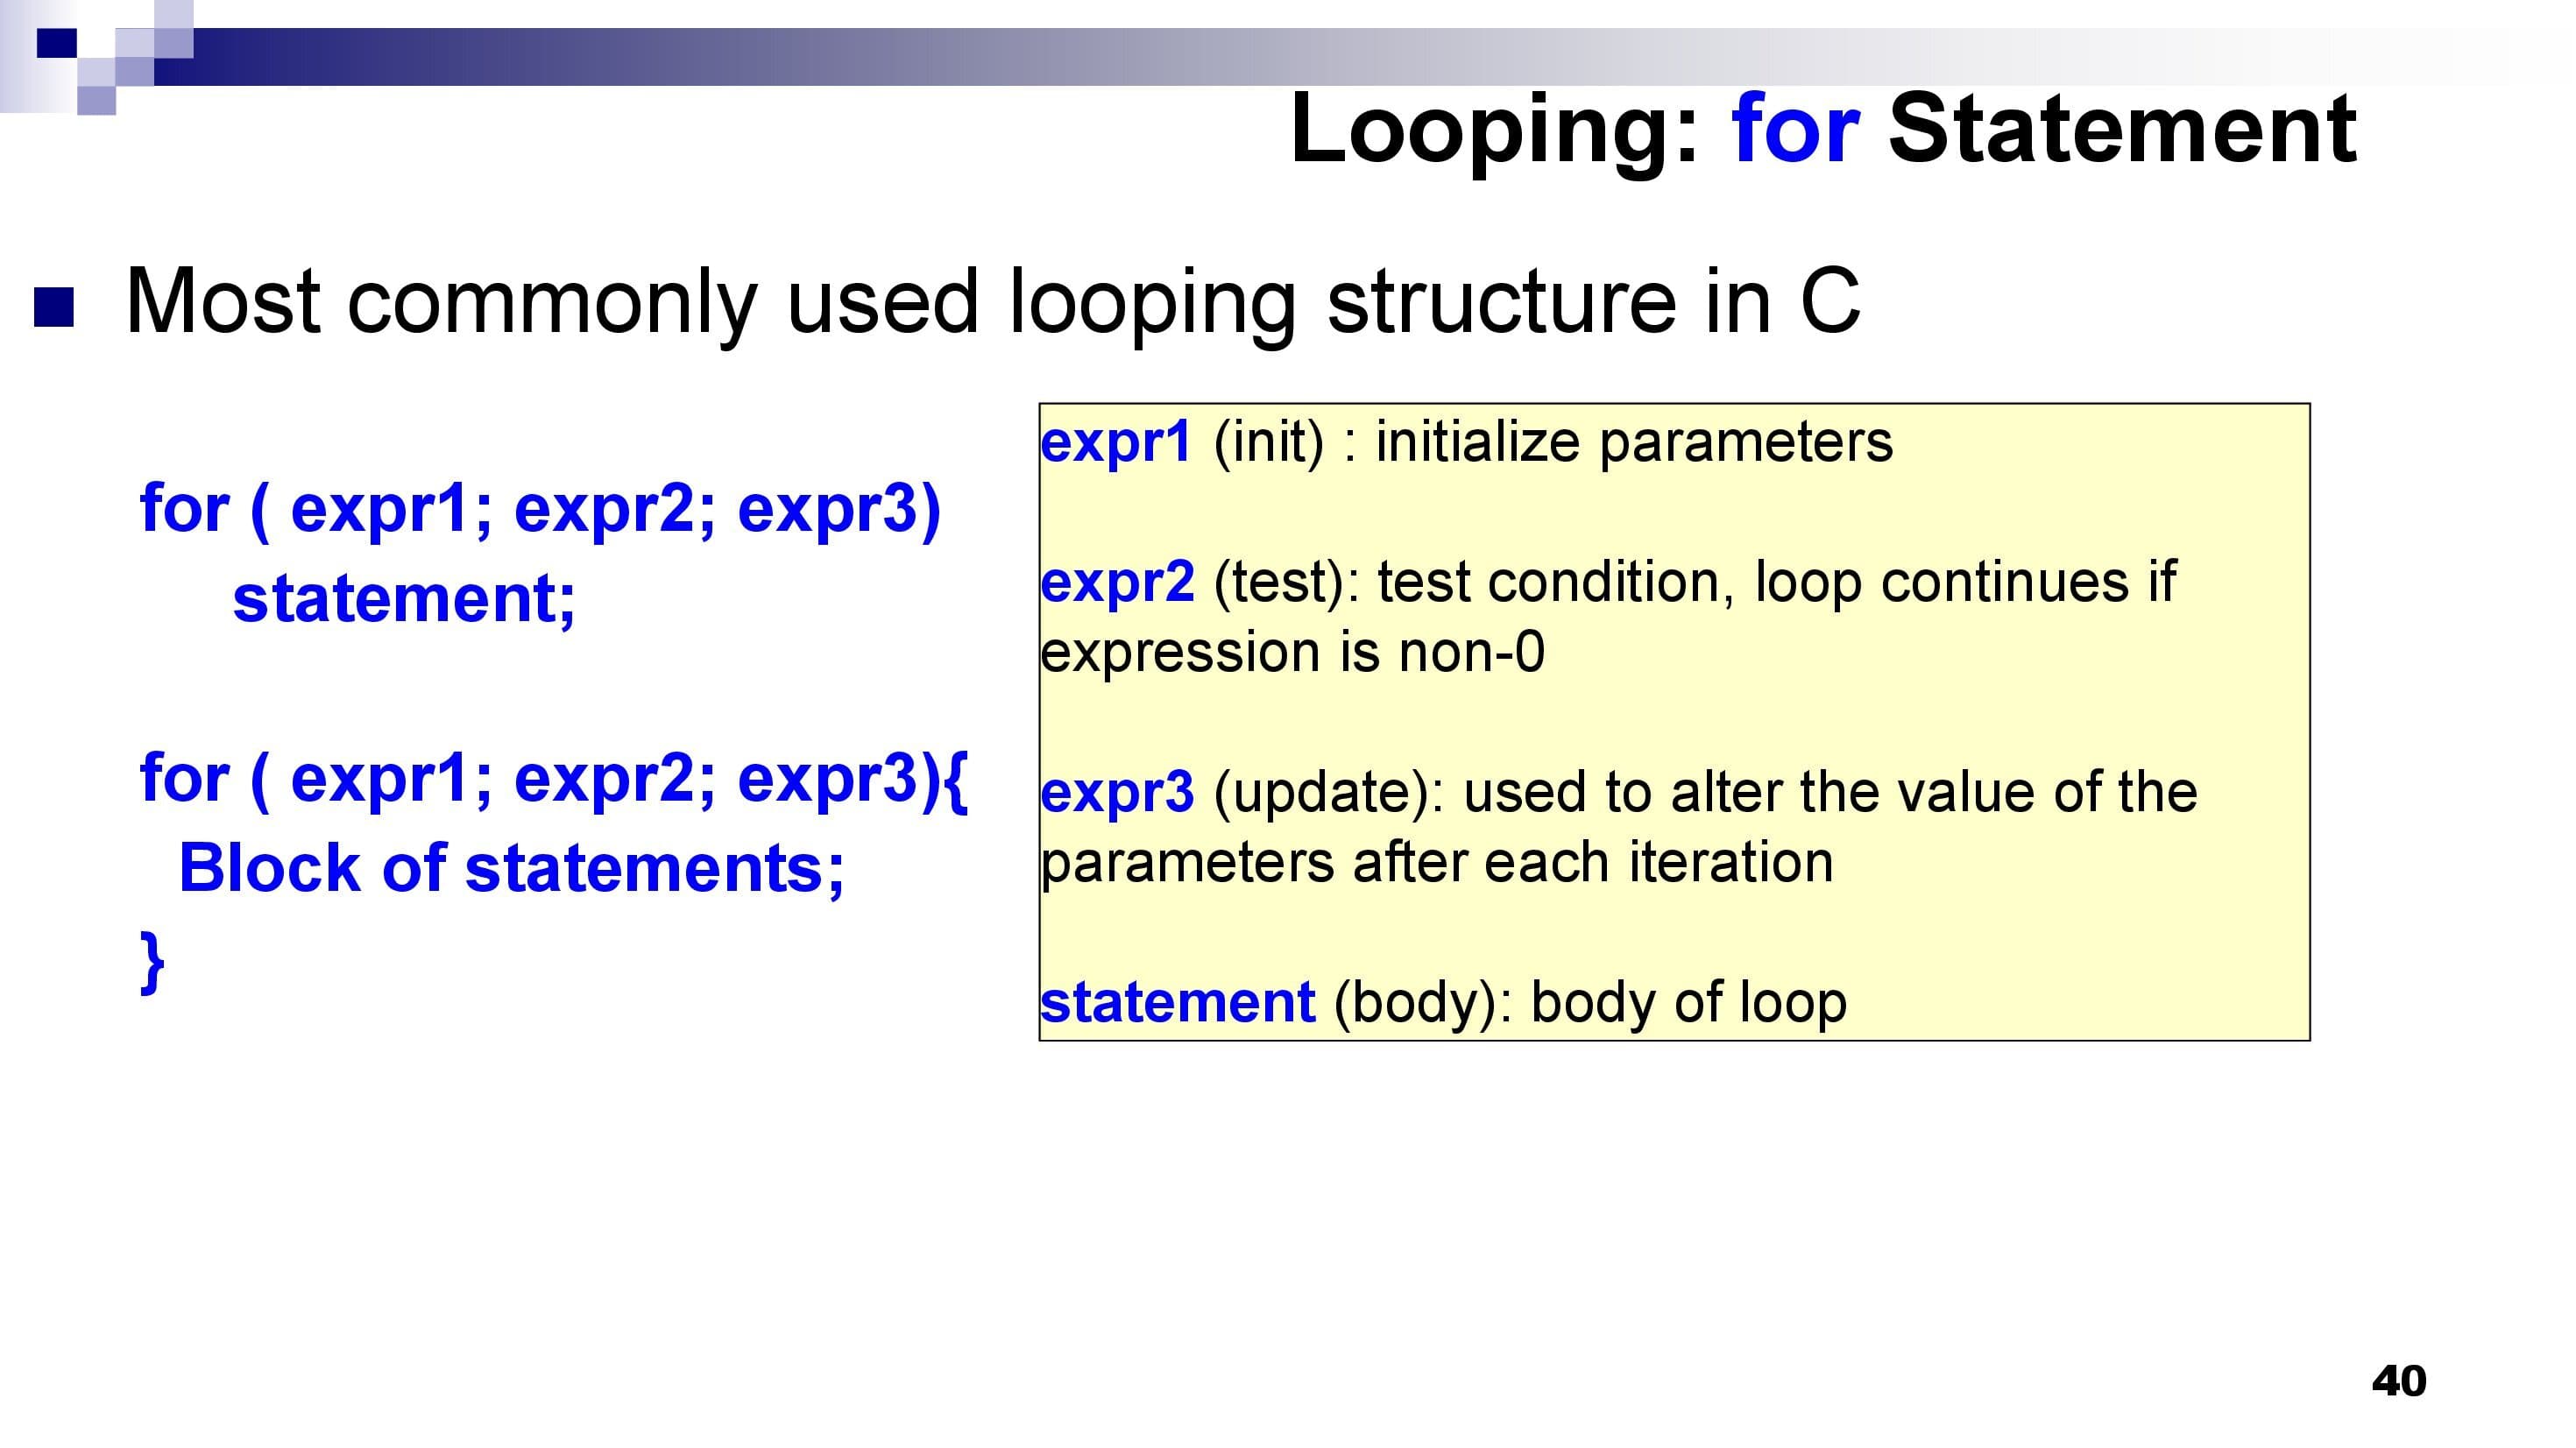 Looping: for Statement
Most commonly used looping structure in C
for ( expr1; expr2; expr3)
statement;
for ( expr1; expr2; expr3){
Block of statements;
}
expr1 (init) : initialize parameters
expr2 (test): test condition, loop continues if
expression is non-0
expr3 (update): used to alter the value of the
parameters after each iteration
statement (body): body of loop
40